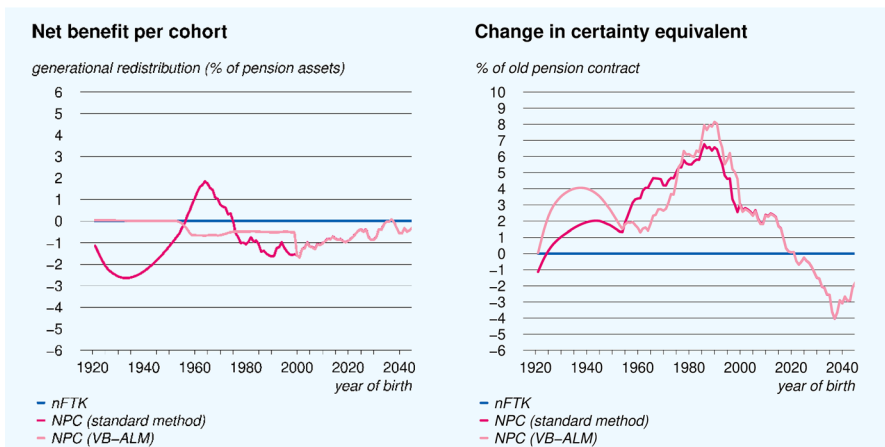 Net benefit per cohort
generational redistribution (% of pension assets)
6
5
4
3
2
1
0
−1
−2
−3
−4
−5
−6
1920 1940 1960 1980 2000 2020 2040
year of birth
nFTK
NPC (standard method)
NPC (VB−ALM)
Change in certainty equivalent
% of old pension contract
10
9
8
7
6
5
4
3
2
1
0
−1
−2
−3
−4
−5
−6
1920 1940 1960 1980 2000 2020 2040
year of birth
nFTK
NPC (standard method)
NPC (VB−ALM)